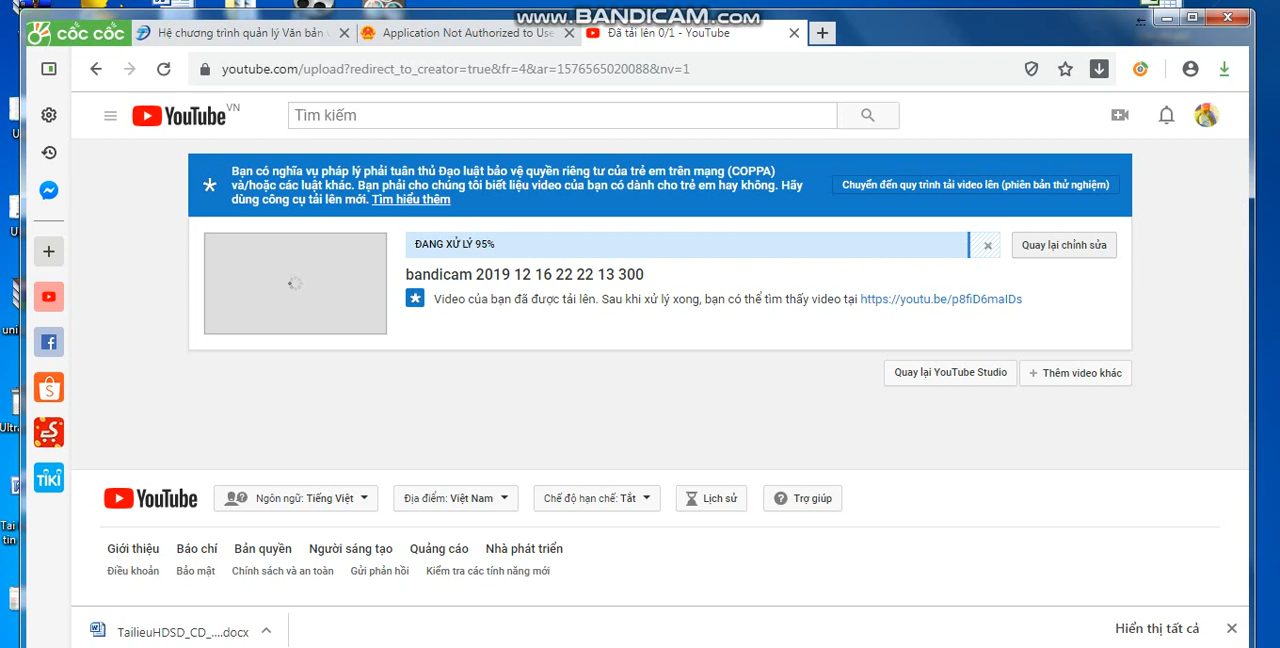 www.BANDICAM.com
cốc cốc
Hệ chương trình quản lý Văn bản v
Application Not Authorized to Use
Đã tải lên 0/1 - YouTube
youtube.com/upload?redirect_to_creator=true&fr=4&ar=1576565020088&nv=1
YouTube VN
Tìm kiếm
Bạn có nghĩa vụ pháp lý phải tuân thủ Đạo luật bảo vệ quyền riêng tư của trẻ em trên mạng (COPPA)
và/hoặc các luật khác. Bạn phải cho chúng tôi biết liệu video của bạn có dành cho trẻ em hay không. Hãy
dùng công cụ tải lên mới. Tìm hiểu thêm
Chuyển đến quy trình tải video lên (phiên bản thử nghiệm)
ĐANG XỬ LÝ 95%
Quay lại chỉnh sửa
bandicam 2019 12 16 22 22 13 300
Video của bạn đã được tải lên. Sau khi xử lý xong, bạn có thể tìm thấy video tại https://youtu.be/p8fiD6maIDs
Quay lại YouTube Studio
+ Thêm video khác
TIKI
YouTube
Ngôn ngữ: Tiếng Việt
Địa điểm: Việt Nam
Chế độ hạn chế: Tắt
Lịch sử
Trợ giúp
Giới thiệu
Báo chí
Bản quyền
Người sáng tạo
Quảng cáo
Nhà phát triển
Điều khoản
Bảo mật
Chính sách và an toàn
Gửi phản hồi
Kiểm tra các tính năng mới
TailieuHDSD_CD_....docx
Hiển thị tất cả